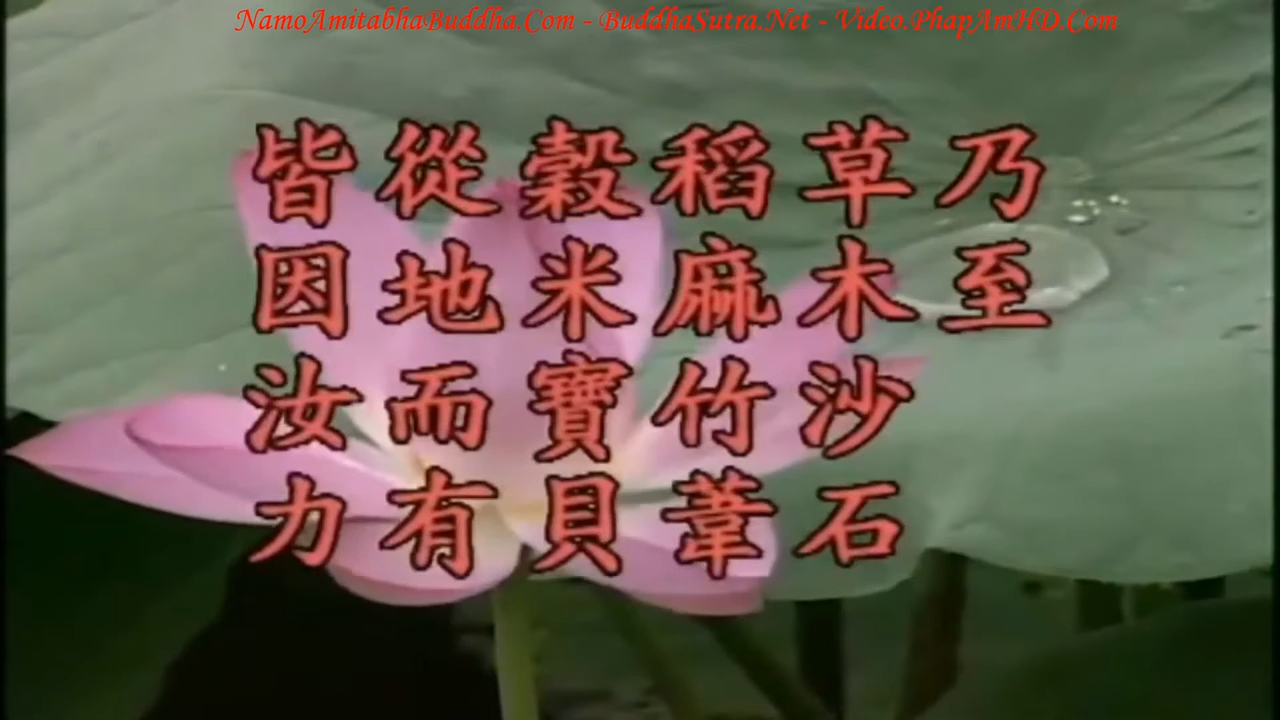 NamoAmitabhaBuddha.Com - BuddhaSutra.Net - Video.PhapAmHD.Com
乃至
草木沙石
稻麻竹葦
穀米寶貝
從地而有
皆因汝力